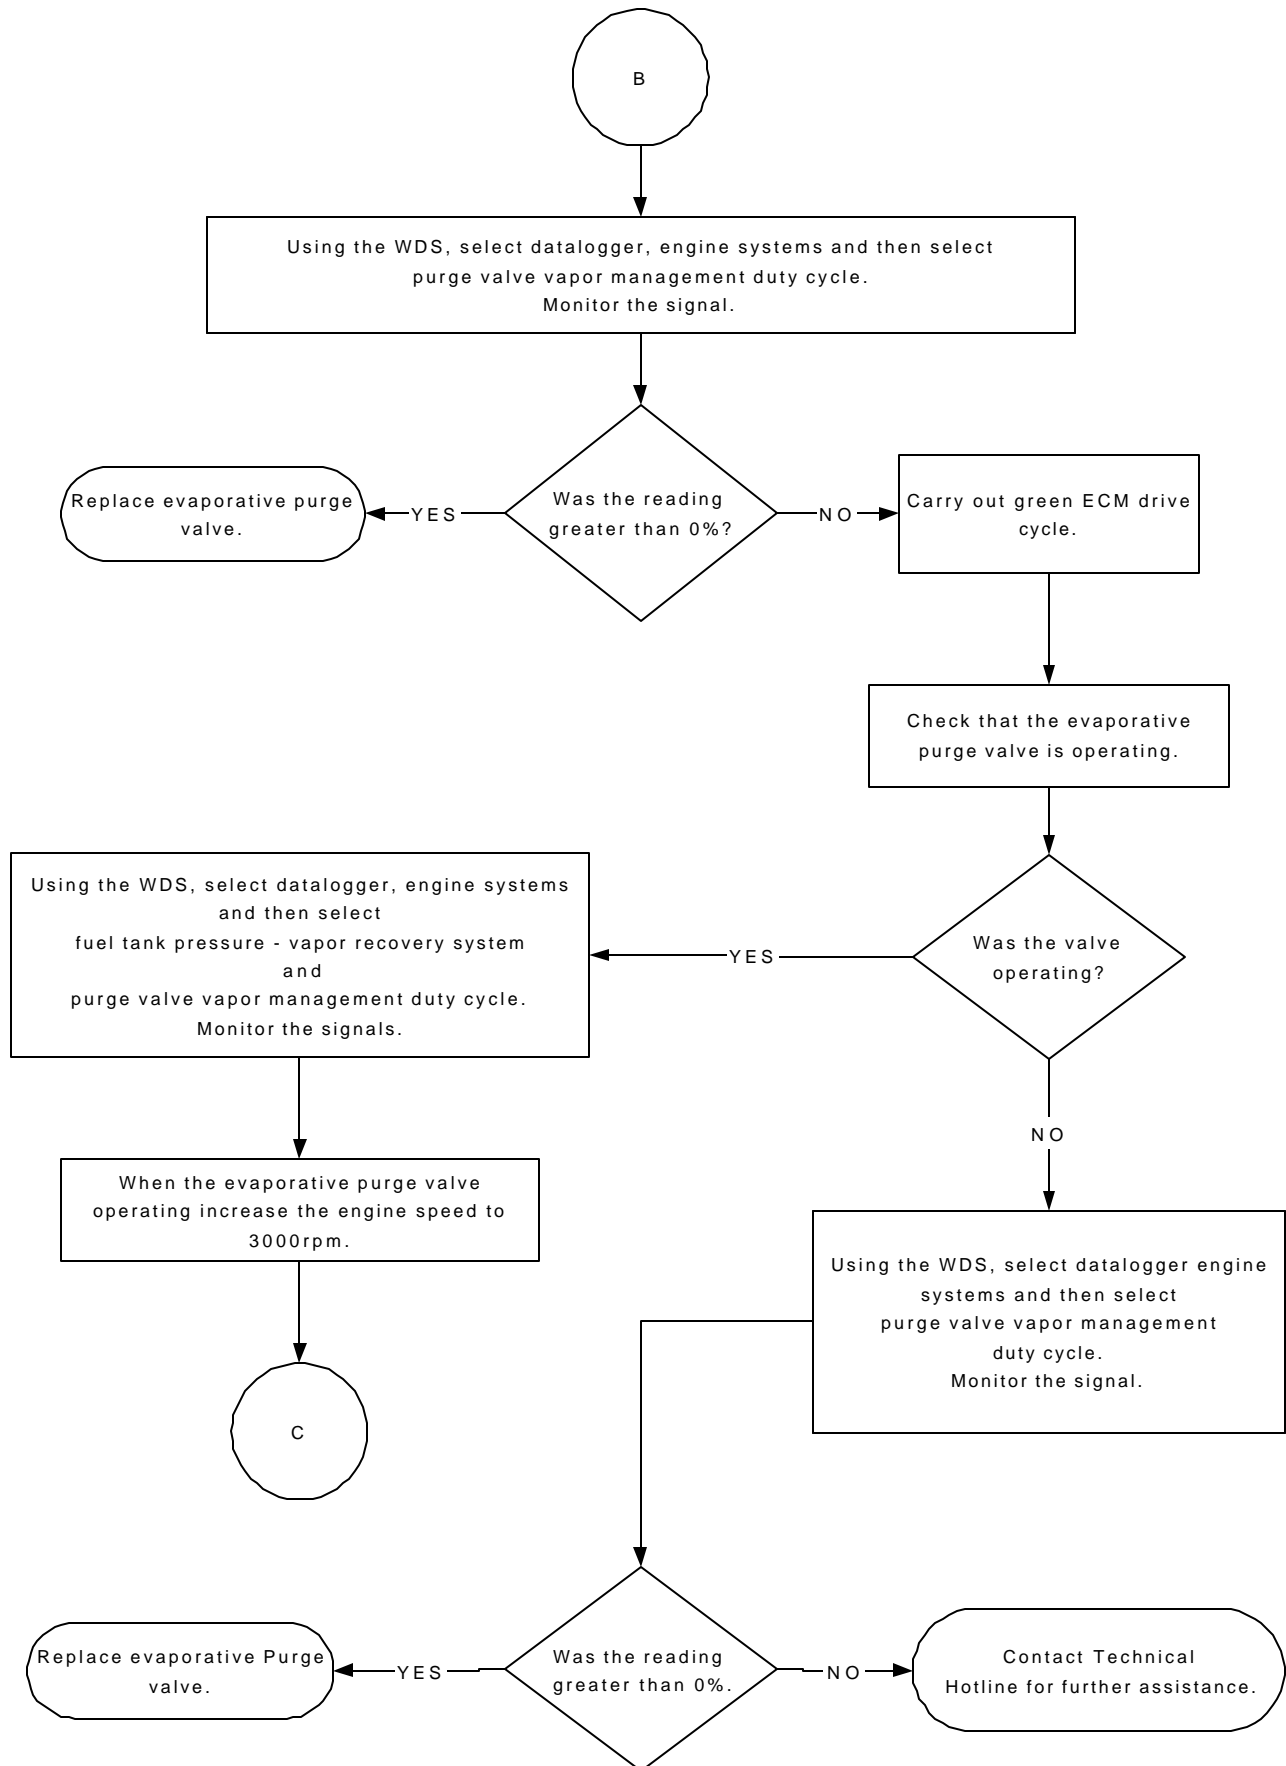 B
Using the WDS, select datalogger, engine systems and then select
purge valve vapor management duty cycle.
Monitor the signal.
Replace evaporative purge
valve.
YES
Was the reading
greater than 0%?
NO
Carry out green ECM drive
cycle.
Check that the evaporative
purge valve is operating.
Using the WDS, select datalogger, engine systems
and then select
fuel tank pressure - vapor recovery system
and
purge valve vapor management duty cycle.
Monitor the signals.
YES
Was the valve
operating?
NO
When the evaporative purge valve
operating increase the engine speed to
3000rpm.
Using the WDS, select datalogger engine
systems and then select
purge valve vapor management
duty cycle.
Monitor the signal.
C
Replace evaporative Purge
valve.
YES
Was the reading
greater than 0%.
NO
Contact Technical
Hotline for further assistance.